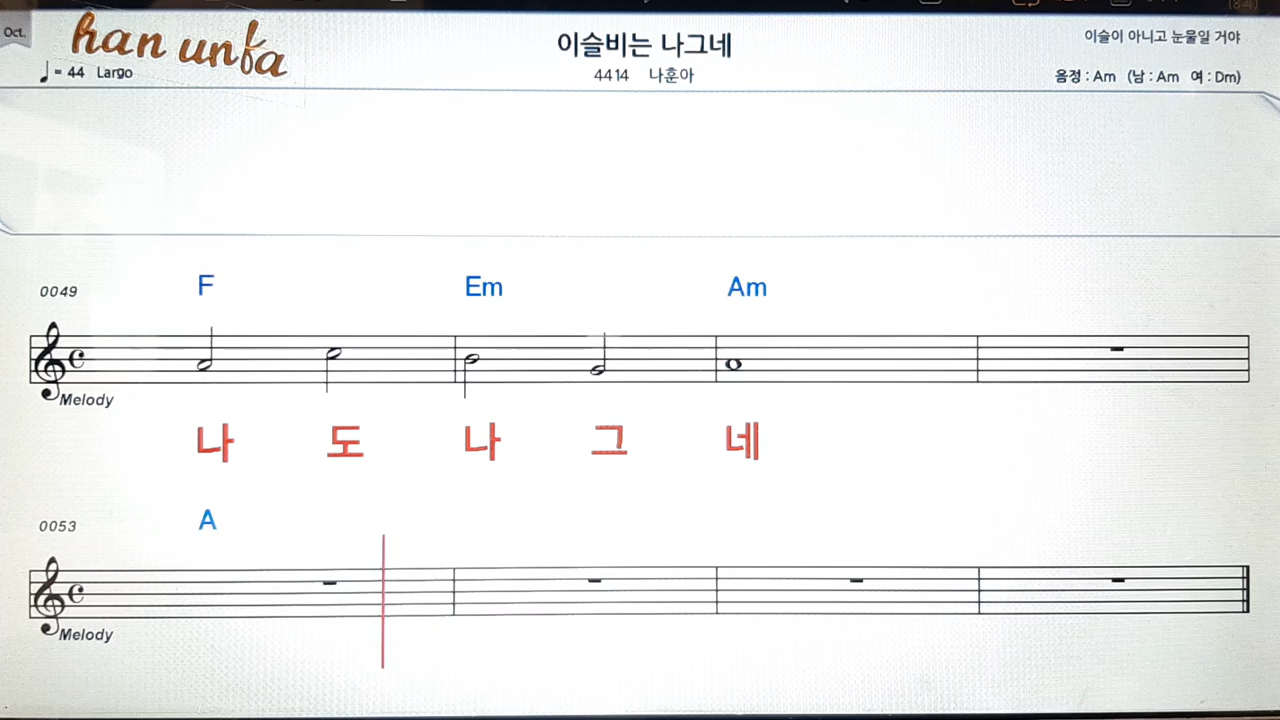 Oct.
han unfa
이슬비는 나그네
이슬이 아니고 눈물일 거야
= 44 Largo
4414 나훈아
음정 : Am (남 : Am 여 : Dm)
0049
F Em Am
Melody
나 도 나 그 네
0053
A
Melody